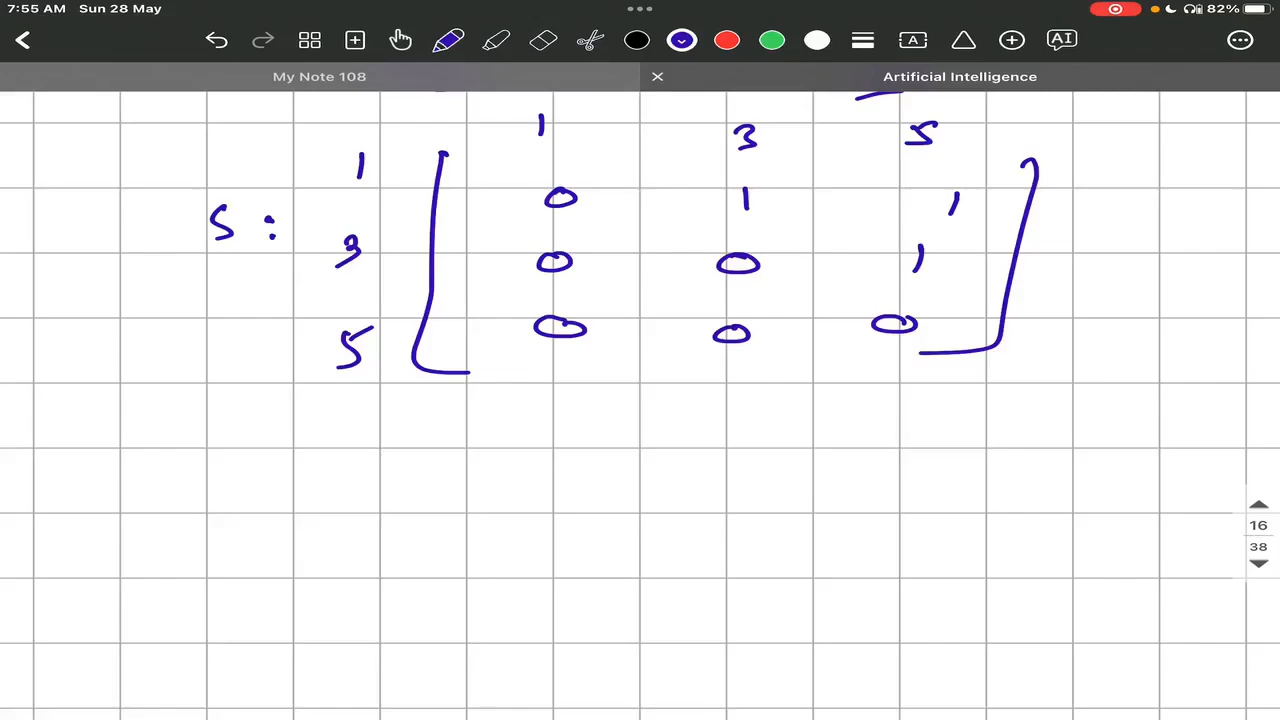 7:55 AM Sun 28 May 82%
A AI
My Note 108 Artificial Intelligence
1 3 5
1 0 1 1
S : 3 0 0 1
5 0 0 0
16
38